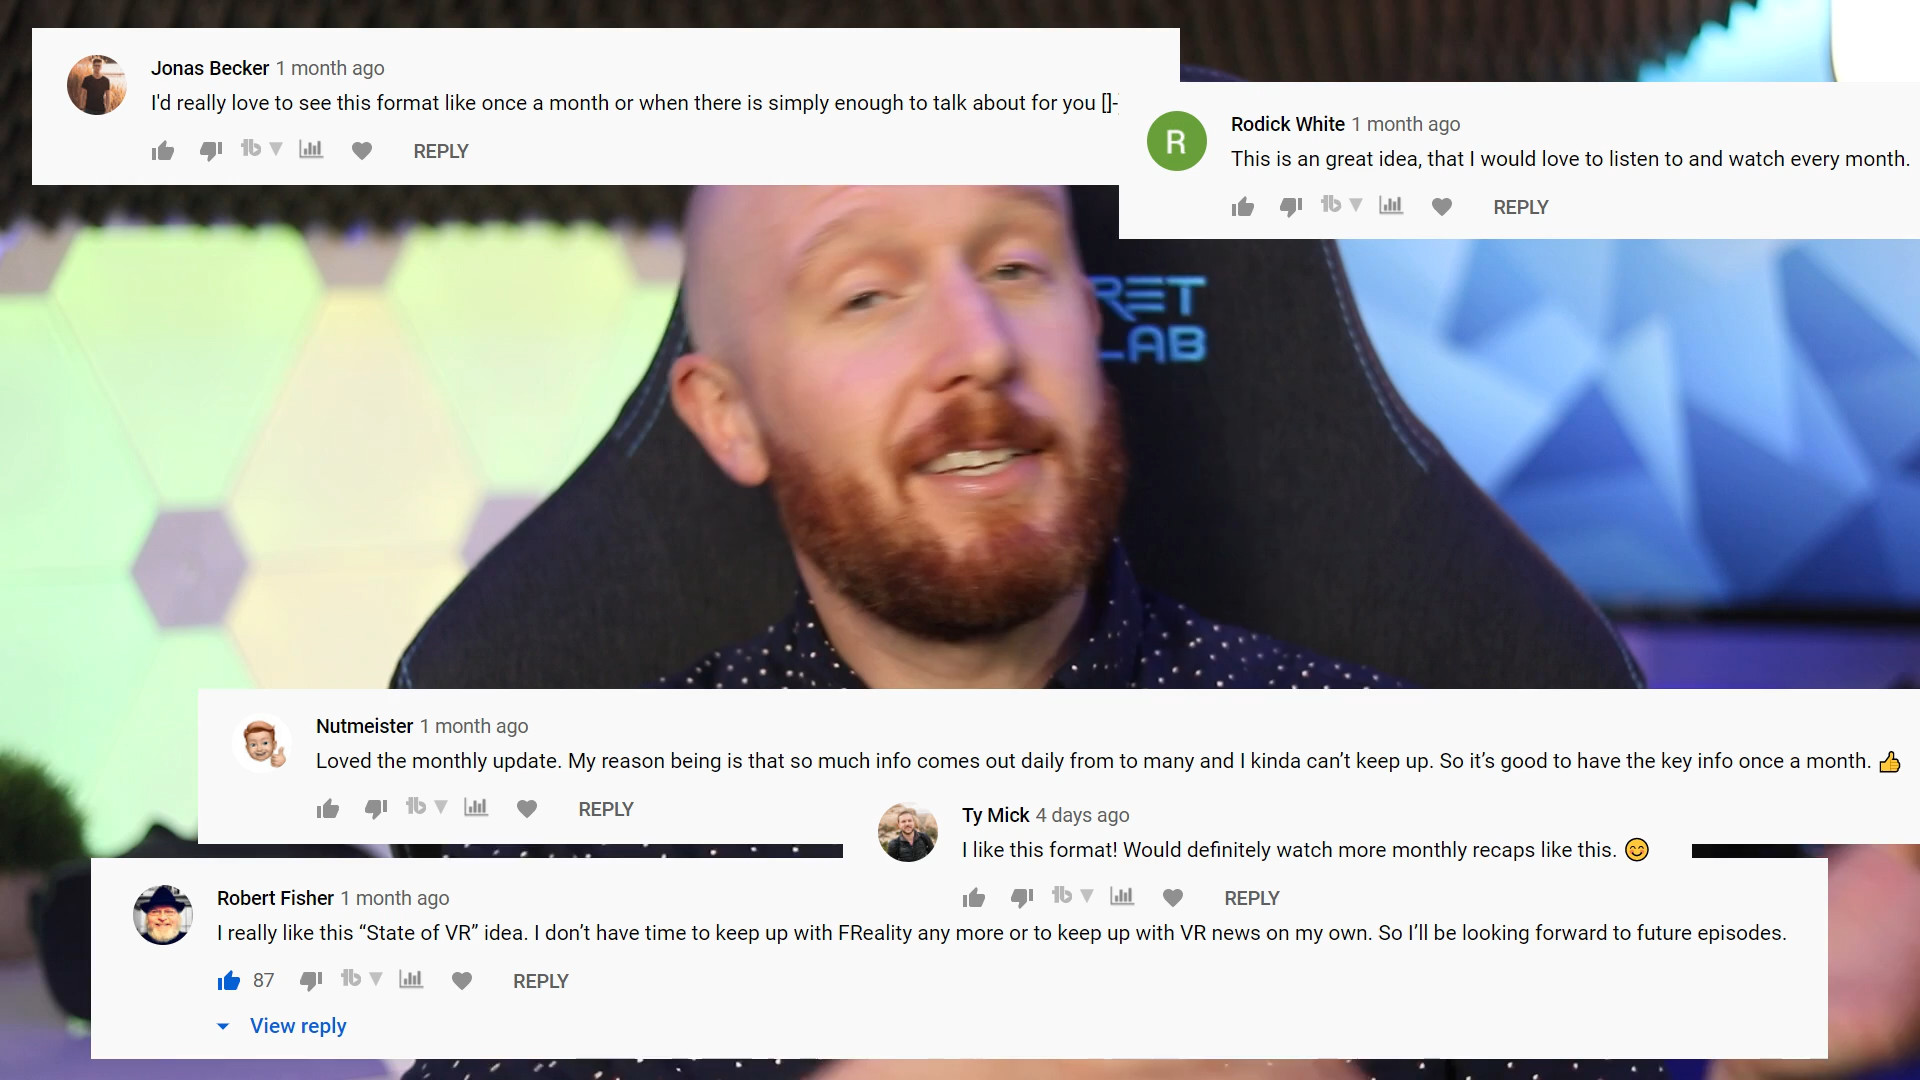 Jonas Becker 1 month ago
I'd really love to see this format like once a month or when there is simply enough to talk about for you []-
REPLY
R
Rodick White 1 month ago
This is an great idea, that I would love to listen to and watch every month.
tb
REPLY
RET
LAB
Nutmeister 1 month ago
Loved the monthly update. My reason being is that so much info comes out daily from to many and I kinda can’t keep up. So it’s good to have the key info once a month. 👍
tb
REPLY
Ty Mick 4 days ago
I like this format! Would definitely watch more monthly recaps like this. 😊
tb
REPLY
Robert Fisher 1 month ago
I really like this “State of VR” idea. I don’t have time to keep up with FReality any more or to keep up with VR news on my own. So I’ll be looking forward to future episodes.
87
tb
REPLY
View reply